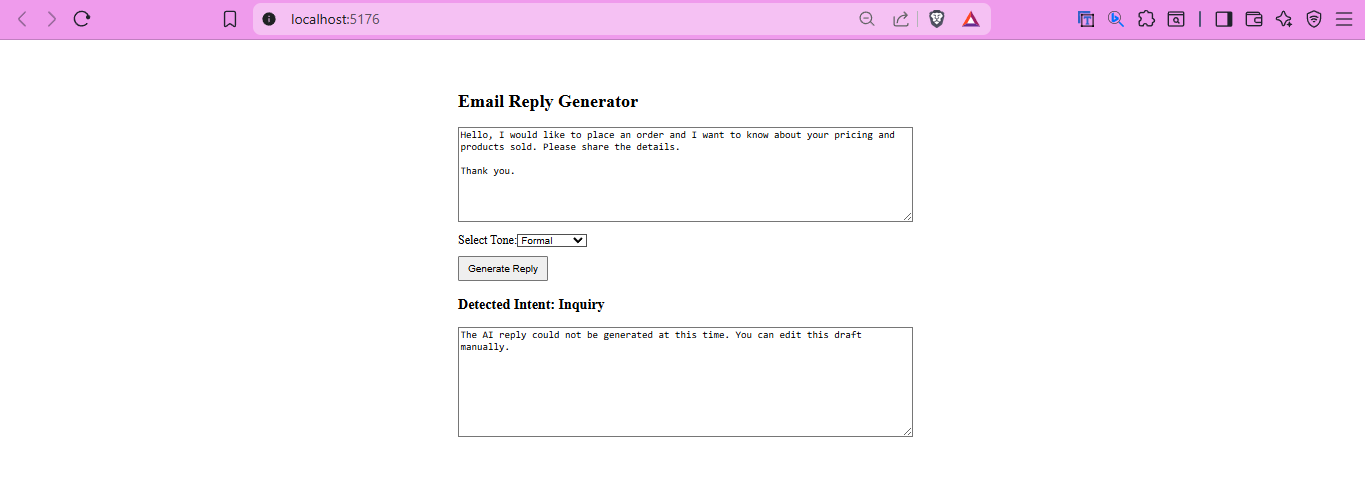 localhost:5176
Email Reply Generator
Hello, I would like to place an order and I want to know about your pricing and
products sold. Please share the details.
Thank you.
Select Tone: Formal
Generate Reply
Detected Intent: Inquiry
The AI reply could not be generated at this time. You can edit this draft
manually.